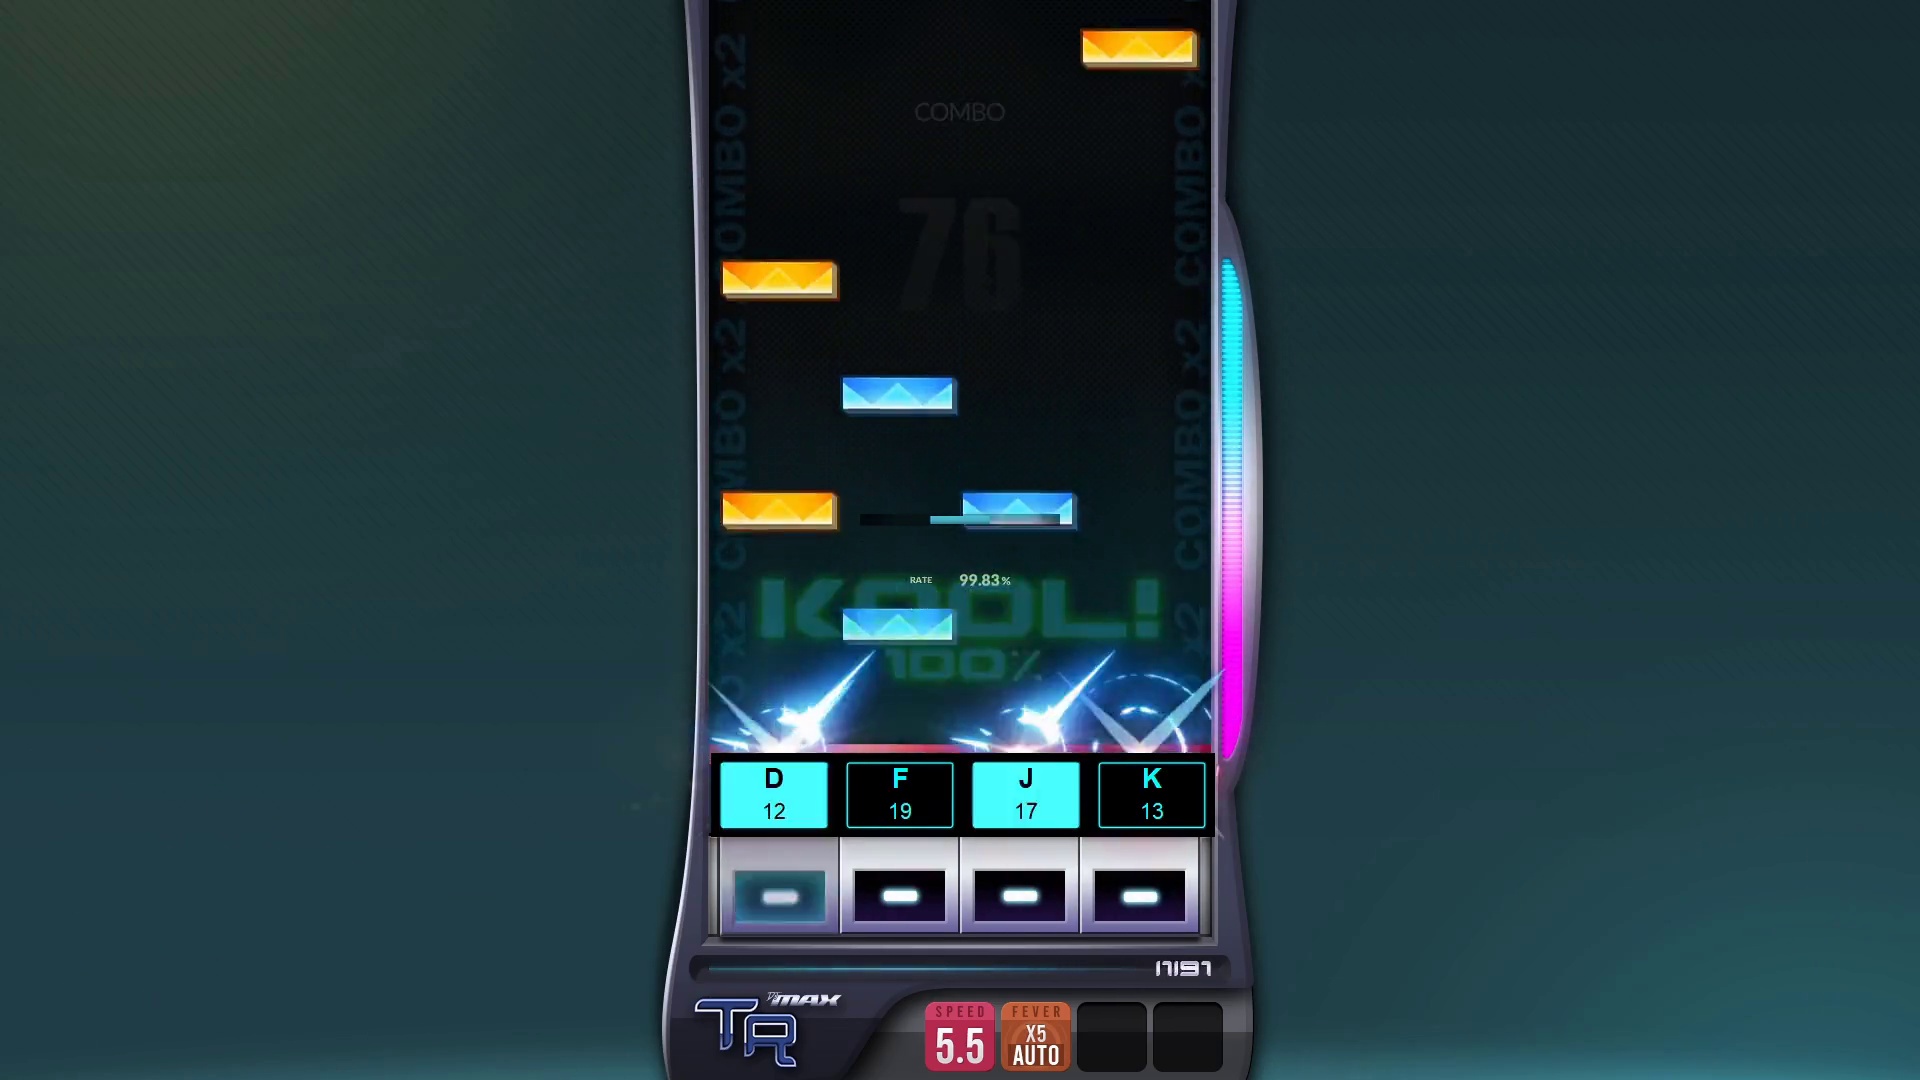 COMBO
76
COMBO x2 COMBO x2 COMBO x2
COMBO x2 COMBO x2 COMBO x2
RATE 99.83%
KOOL!
100%
D F J K
12 19 17 13
17197
MAX
TR
SPEED
5.5
FEVER
X5
AUTO